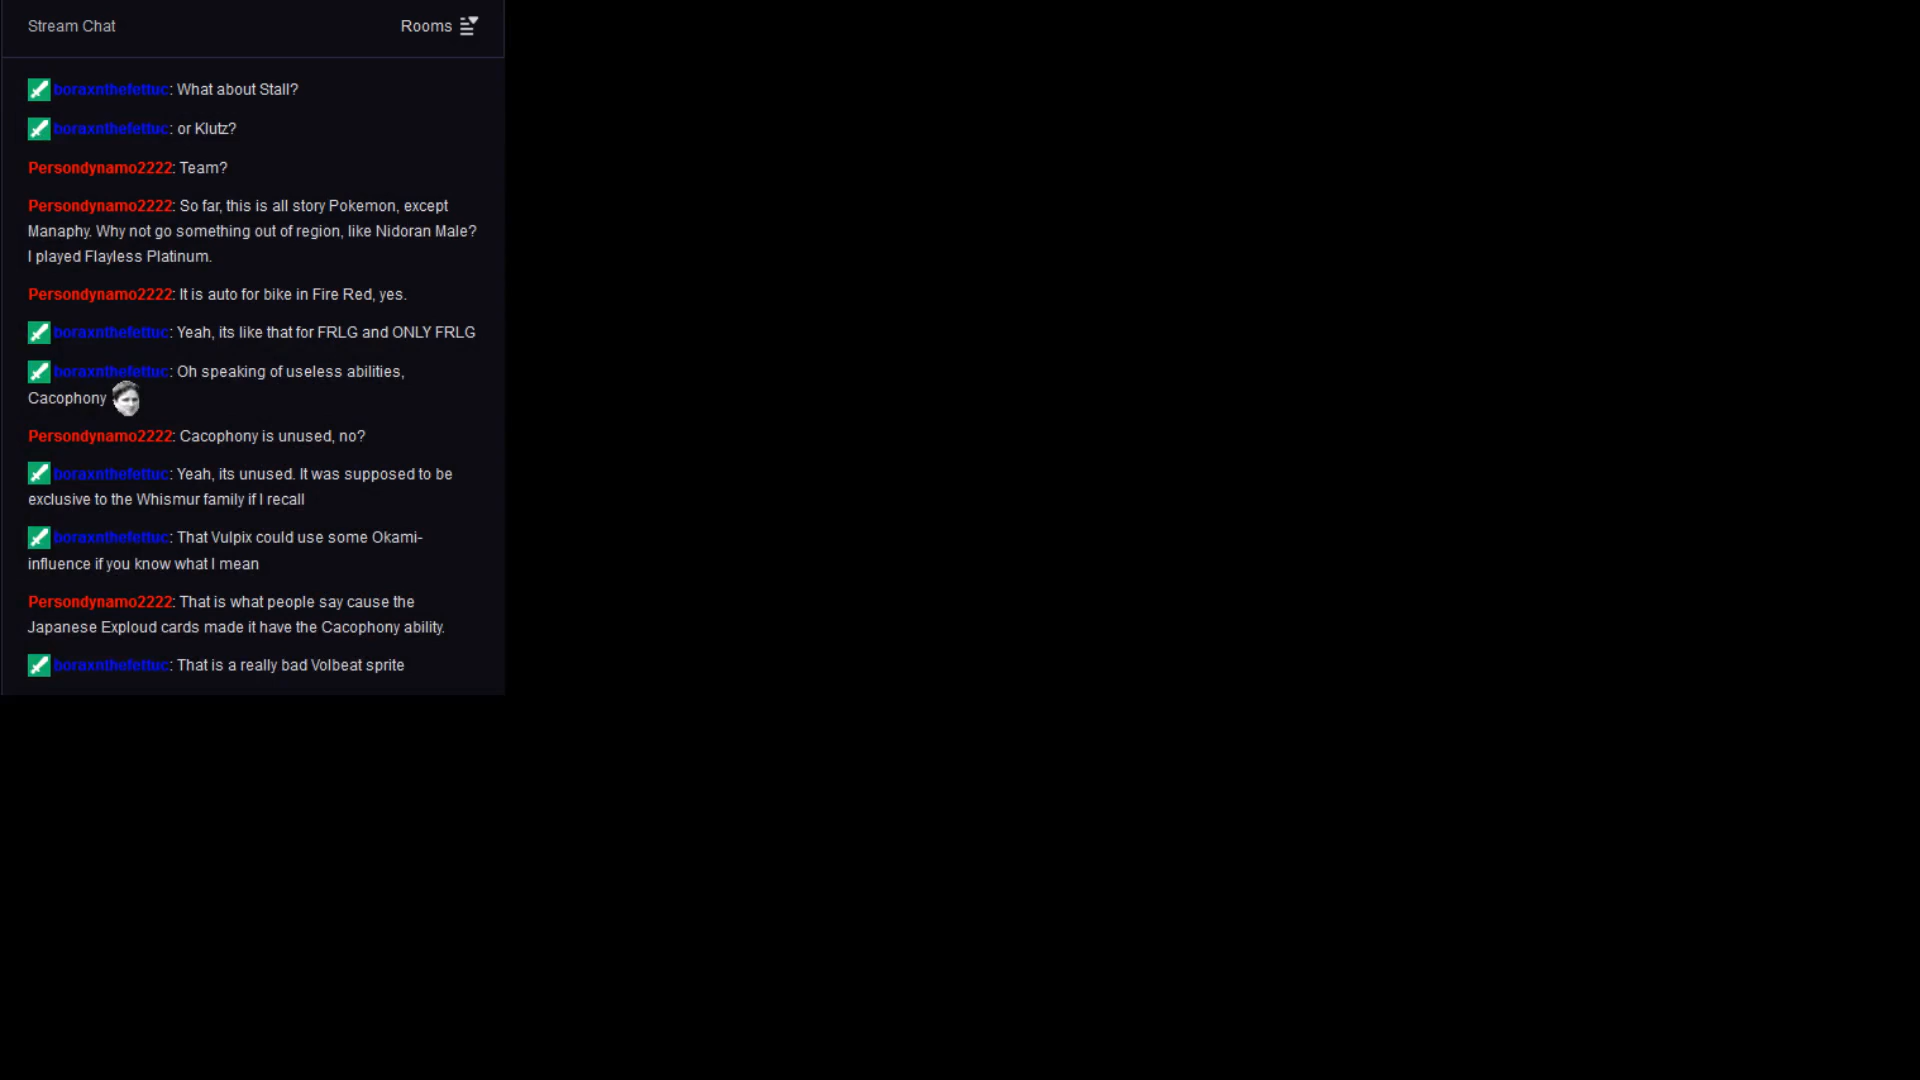 Stream Chat
Rooms
boraxnthefettuc: What about Stall?
boraxnthefettuc: or Klutz?
Persondynamo2222: Team?
Persondynamo2222: So far, this is all story Pokemon, except
Manaphy. Why not go something out of region, like Nidoran Male?
I played Flayless Platinum.
Persondynamo2222: It is auto for bike in Fire Red, yes.
boraxnthefettuc: Yeah, its like that for FRLG and ONLY FRLG
boraxnthefettuc: Oh speaking of useless abilities,
Cacophony
Persondynamo2222: Cacophony is unused, no?
boraxnthefettuc: Yeah, its unused. It was supposed to be
exclusive to the Whismur family if I recall
boraxnthefettuc: That Vulpix could use some Okami-
influence if you know what I mean
Persondynamo2222: That is what people say cause the
Japanese Exploud cards made it have the Cacophony ability.
boraxnthefettuc: That is a really bad Volbeat sprite